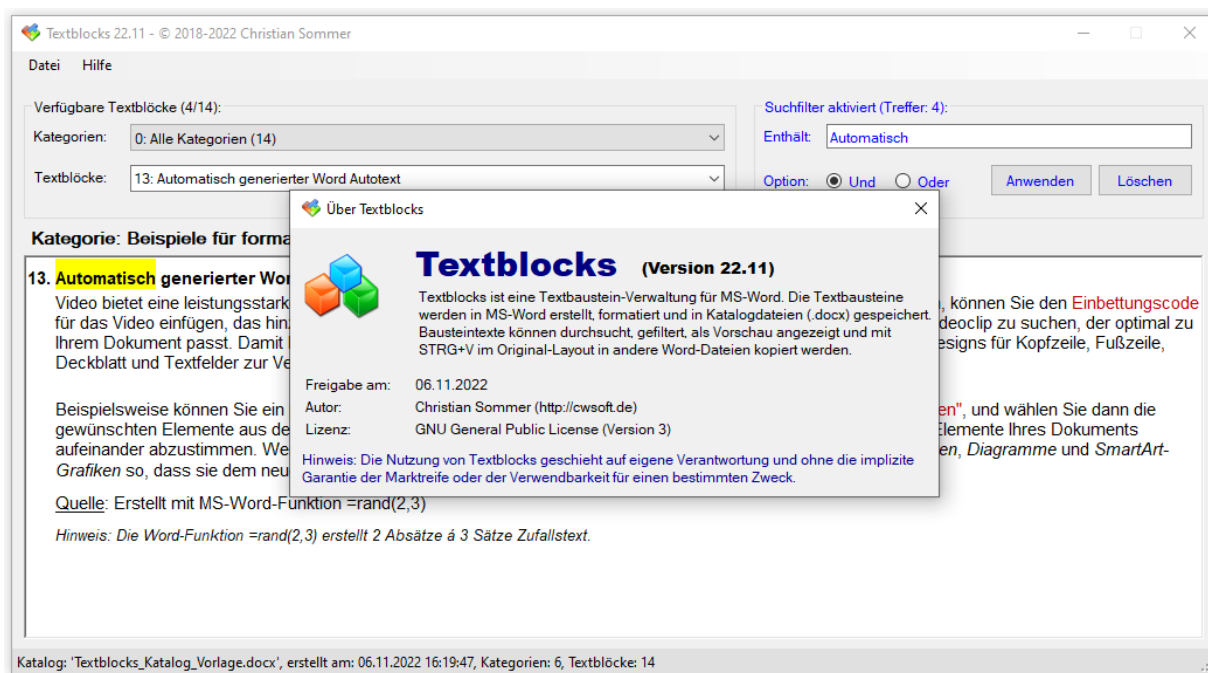 Textblocks 22.11 - © 2018-2022 Christian Sommer
Datei Hilfe
Verfügbare Textblöcke (4/14):
Kategorien: 0: Alle Kategorien (14)
Textblöcke: 13: Automatisch generierter Word Autotext
Suchfilter aktiviert (Treffer: 4):
Enthält: Automatisch
Option: Und Oder Anwenden Löschen
Über Textblocks
Textblocks (Version 22.11)
Textblocks ist eine Textbaustein-Verwaltung für MS-Word. Die Textbausteine
werden in MS-Word erstellt, formatiert und in Katalogdateien (.docx) gespeichert.
Bausteintexte können durchsucht, gefiltert, als Vorschau angezeigt und mit
STRG+V im Original-Layout in andere Word-Dateien kopiert werden.
Freigabe am: 06.11.2022
Autor: Christian Sommer (http://cwsoft.de)
Lizenz: GNU General Public License (Version 3)
Hinweis: Die Nutzung von Textblocks geschieht auf eigene Verantwortung und ohne die implizite
Garantie der Marktreife oder der Verwendbarkeit für einen bestimmten Zweck.
Kategorie: Beispiele für forma
13. Automatisch generierter Wor
Video bietet eine leistungsstark , können Sie den Einbettungscode
für das Video einfügen, das hin deoclip zu suchen, der optimal zu
Ihrem Dokument passt. Damit esigns für Kopfzeile, Fußzeile,
Deckblatt und Textfelder zur Ve
Beispielsweise können Sie ein en", und wählen Sie dann die
gewünschten Elemente aus de Elemente Ihres Dokuments
aufeinander abzustimmen. We en, Diagramme und SmartArt-
Grafiken so, dass sie dem neu
Quelle: Erstellt mit MS-Word-Funktion =rand(2,3)
Hinweis: Die Word-Funktion =rand(2,3) erstellt 2 Absätze á 3 Sätze Zufallstext.
Katalog: 'Textblocks_Katalog_Vorlage.docx', erstellt am: 06.11.2022 16:19:47, Kategorien: 6, Textblöcke: 14